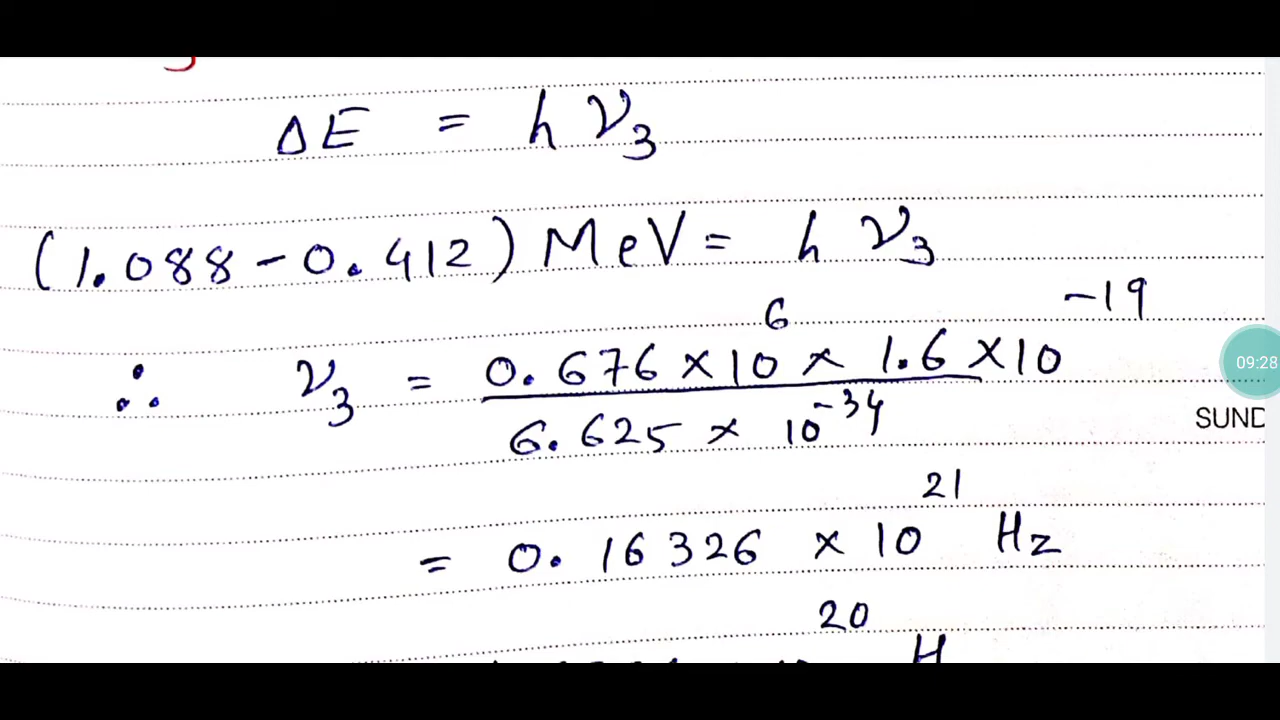 ΔE = hν₃
(1.088 - 0.412) MeV = hν₃
∴ ν₃ = 0.676 × 10⁶ × 1.6 × 10⁻¹⁹
09:28
6.625 × 10⁻³⁴
SUND
= 0.16326 × 10²¹ Hz
20
H